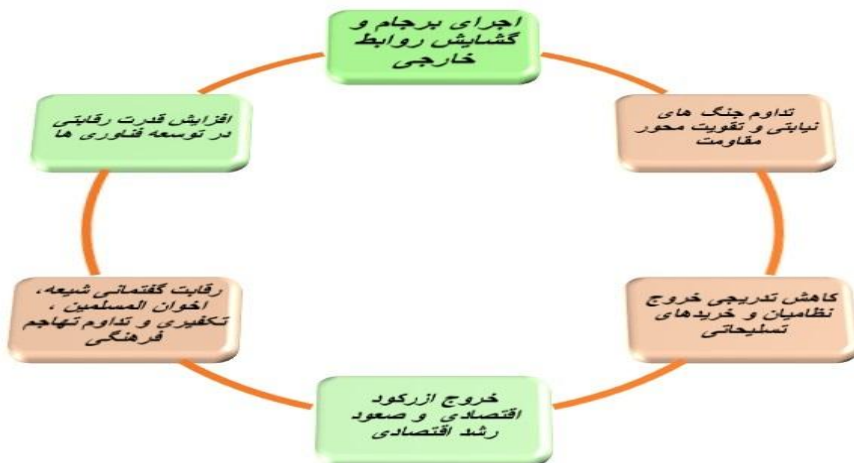 اجرای برجام و
گشایش روابط
خارجی
تداوم جنگ های
نیابتی و تقویت محور
مقاومت
کاهش تدریجی خروج
نظامیان و خریدهای
تسلیحاتی
خروج ازرکود
اقتصادی و صعود
رشد اقتصادی
رقابت گفتمانی شیعه،
اخوان المسلمین ،
تکفیری و تداوم تهاجم
فرهنگی
افزایش قدرت رقابتی
در توسعه فناوری ها